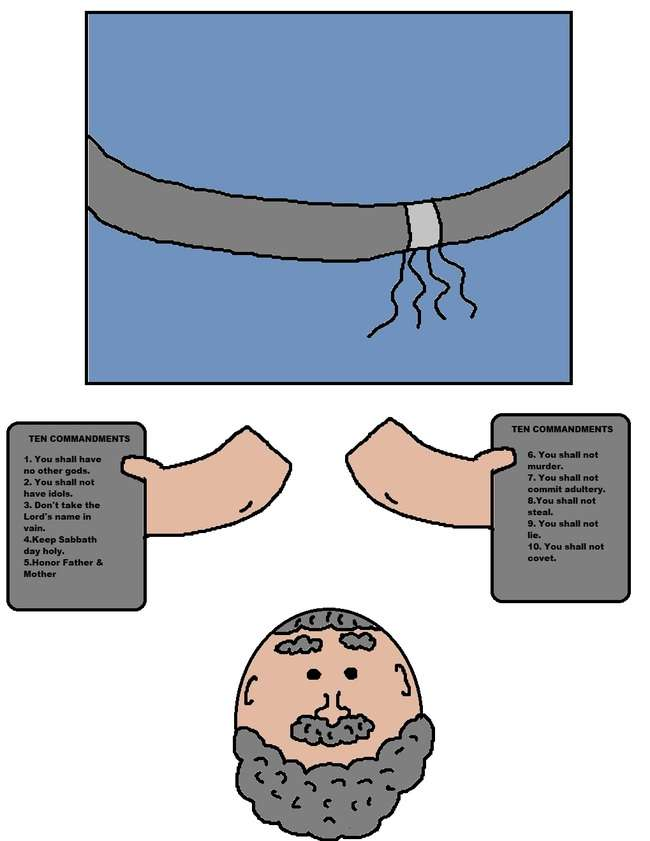 TEN COMMANDMENTS
1. You shall have
no other gods.
2. You shall not
have idols.
3. Don't take the
Lord's name in
vain.
4.Keep Sabbath
day holy.
5.Honor Father &
Mother
TEN COMMANDMENTS
6. You shall not
murder.
7. You shall not
commit adultery.
8.You shall not
steal.
9. You shall not
lie.
10. You shall not
covet.